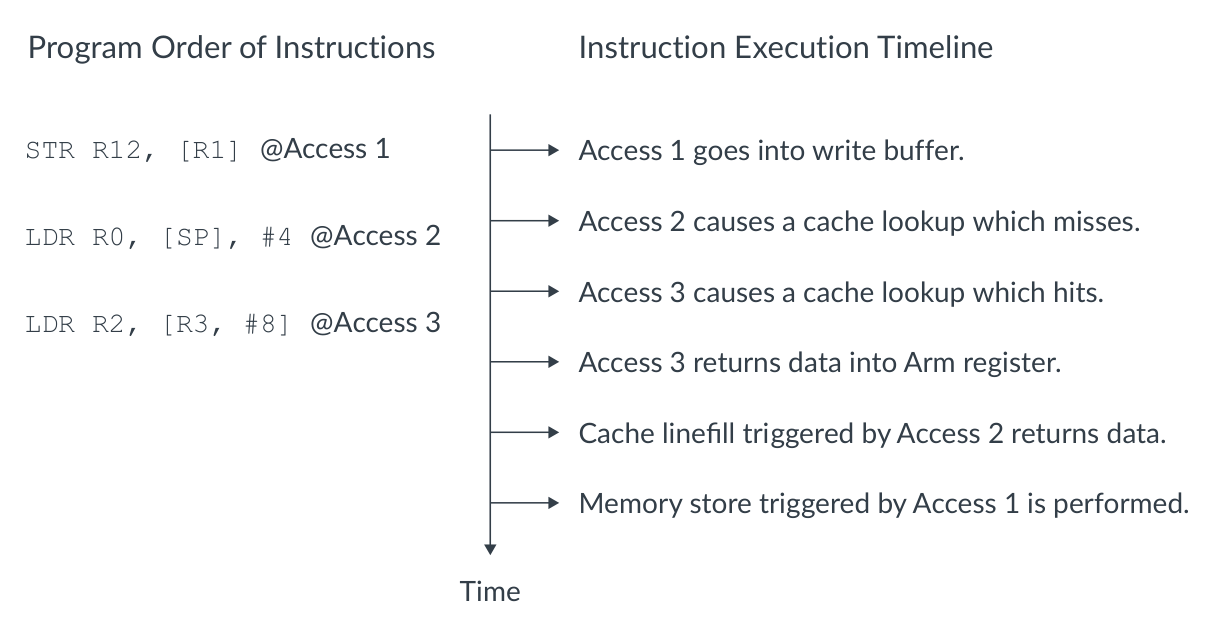 Program Order of Instructions
STR R12, [R1] @Access 1
LDR R0, [SP], #4 @Access 2
LDR R2, [R3, #8] @Access 3
Instruction Execution Timeline
Access 1 goes into write buffer.
Access 2 causes a cache lookup which misses.
Access 3 causes a cache lookup which hits.
Access 3 returns data into Arm register.
Cache linefill triggered by Access 2 returns data.
Memory store triggered by Access 1 is performed.
Time